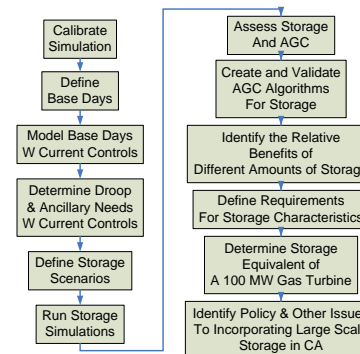 Calibrate
Simulation
Define
Base Days
Model Base Days
W Current Controls
Determine Droop
& Ancillary Needs
W Current Controls
Define Storage
Scenarios
Run Storage
Simulations
Assess Storage
And AGC
Create and Validate
AGC Algorithms
For Storage
Identify the Relative
Benefits of
Different Amounts of Storag
Define Requirements
For Storage Characteristics
Determine Storage
Equivalent of
A 100 MW Gas Turbine
Identify Policy & Other Issue
To Incorporating Large Scal
Storage in CA